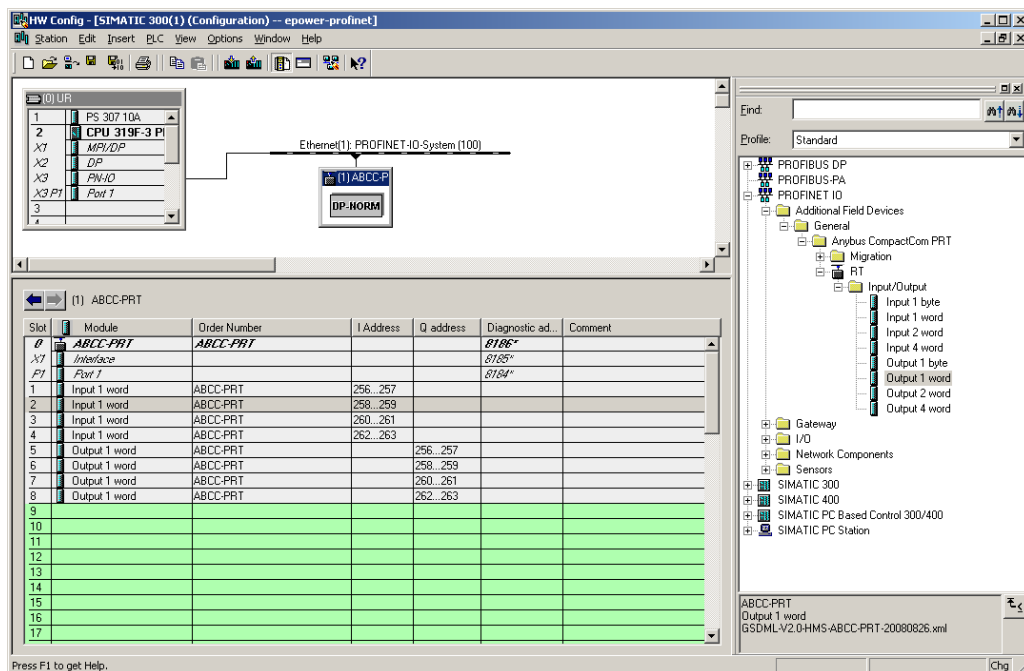 HW Config - [SIMATIC 300(1) (Configuration) -- epower-profinet]
Station Edit Insert PLC View Options Window Help
(0) UR
1 PS 307 10A
2 CPU 319F-3 P
X1 MPI/DP
X2 DP
X3 PN-IO
X3 P1 Port 1
3
4
Ethernet(1): PROFINET-IO-System (100)
(1) ABCC-P
DP-NORM
(1) ABCC-PRT
Slot Module Order Number I Address Q address Diagnostic ad... Comment
0 ABCC-PRT ABCC-PRT 8186*
X1 Interface 8185*
P1 Port 1 8184*
1 Input 1 word ABCC-PRT 256...257
2 Input 1 word ABCC-PRT 258...259
3 Input 1 word ABCC-PRT 260...261
4 Input 1 word ABCC-PRT 262...263
5 Output 1 word ABCC-PRT 256...257
6 Output 1 word ABCC-PRT 258...259
7 Output 1 word ABCC-PRT 260...261
8 Output 1 word ABCC-PRT 262...263
9
10
11
12
13
14
15
16
17
Find:
Profile: Standard
PROFIBUS DP
PROFIBUS-PA
PROFINET IO
Additional Field Devices
General
Anybus CompactCom PRT
Migration
RT
Input/Output
Input 1 byte
Input 1 word
Input 2 word
Input 4 word
Output 1 byte
Output 1 word
Output 2 word
Output 4 word
Gateway
I/O
Network Components
Sensors
SIMATIC 300
SIMATIC 400
SIMATIC PC Based Control 300/400
SIMATIC PC Station
ABCC-PRT
Output 1 word
GSDML-V2.0-HMS-ABCC-PRT-20080826.xml
Press F1 to get Help.
Chg